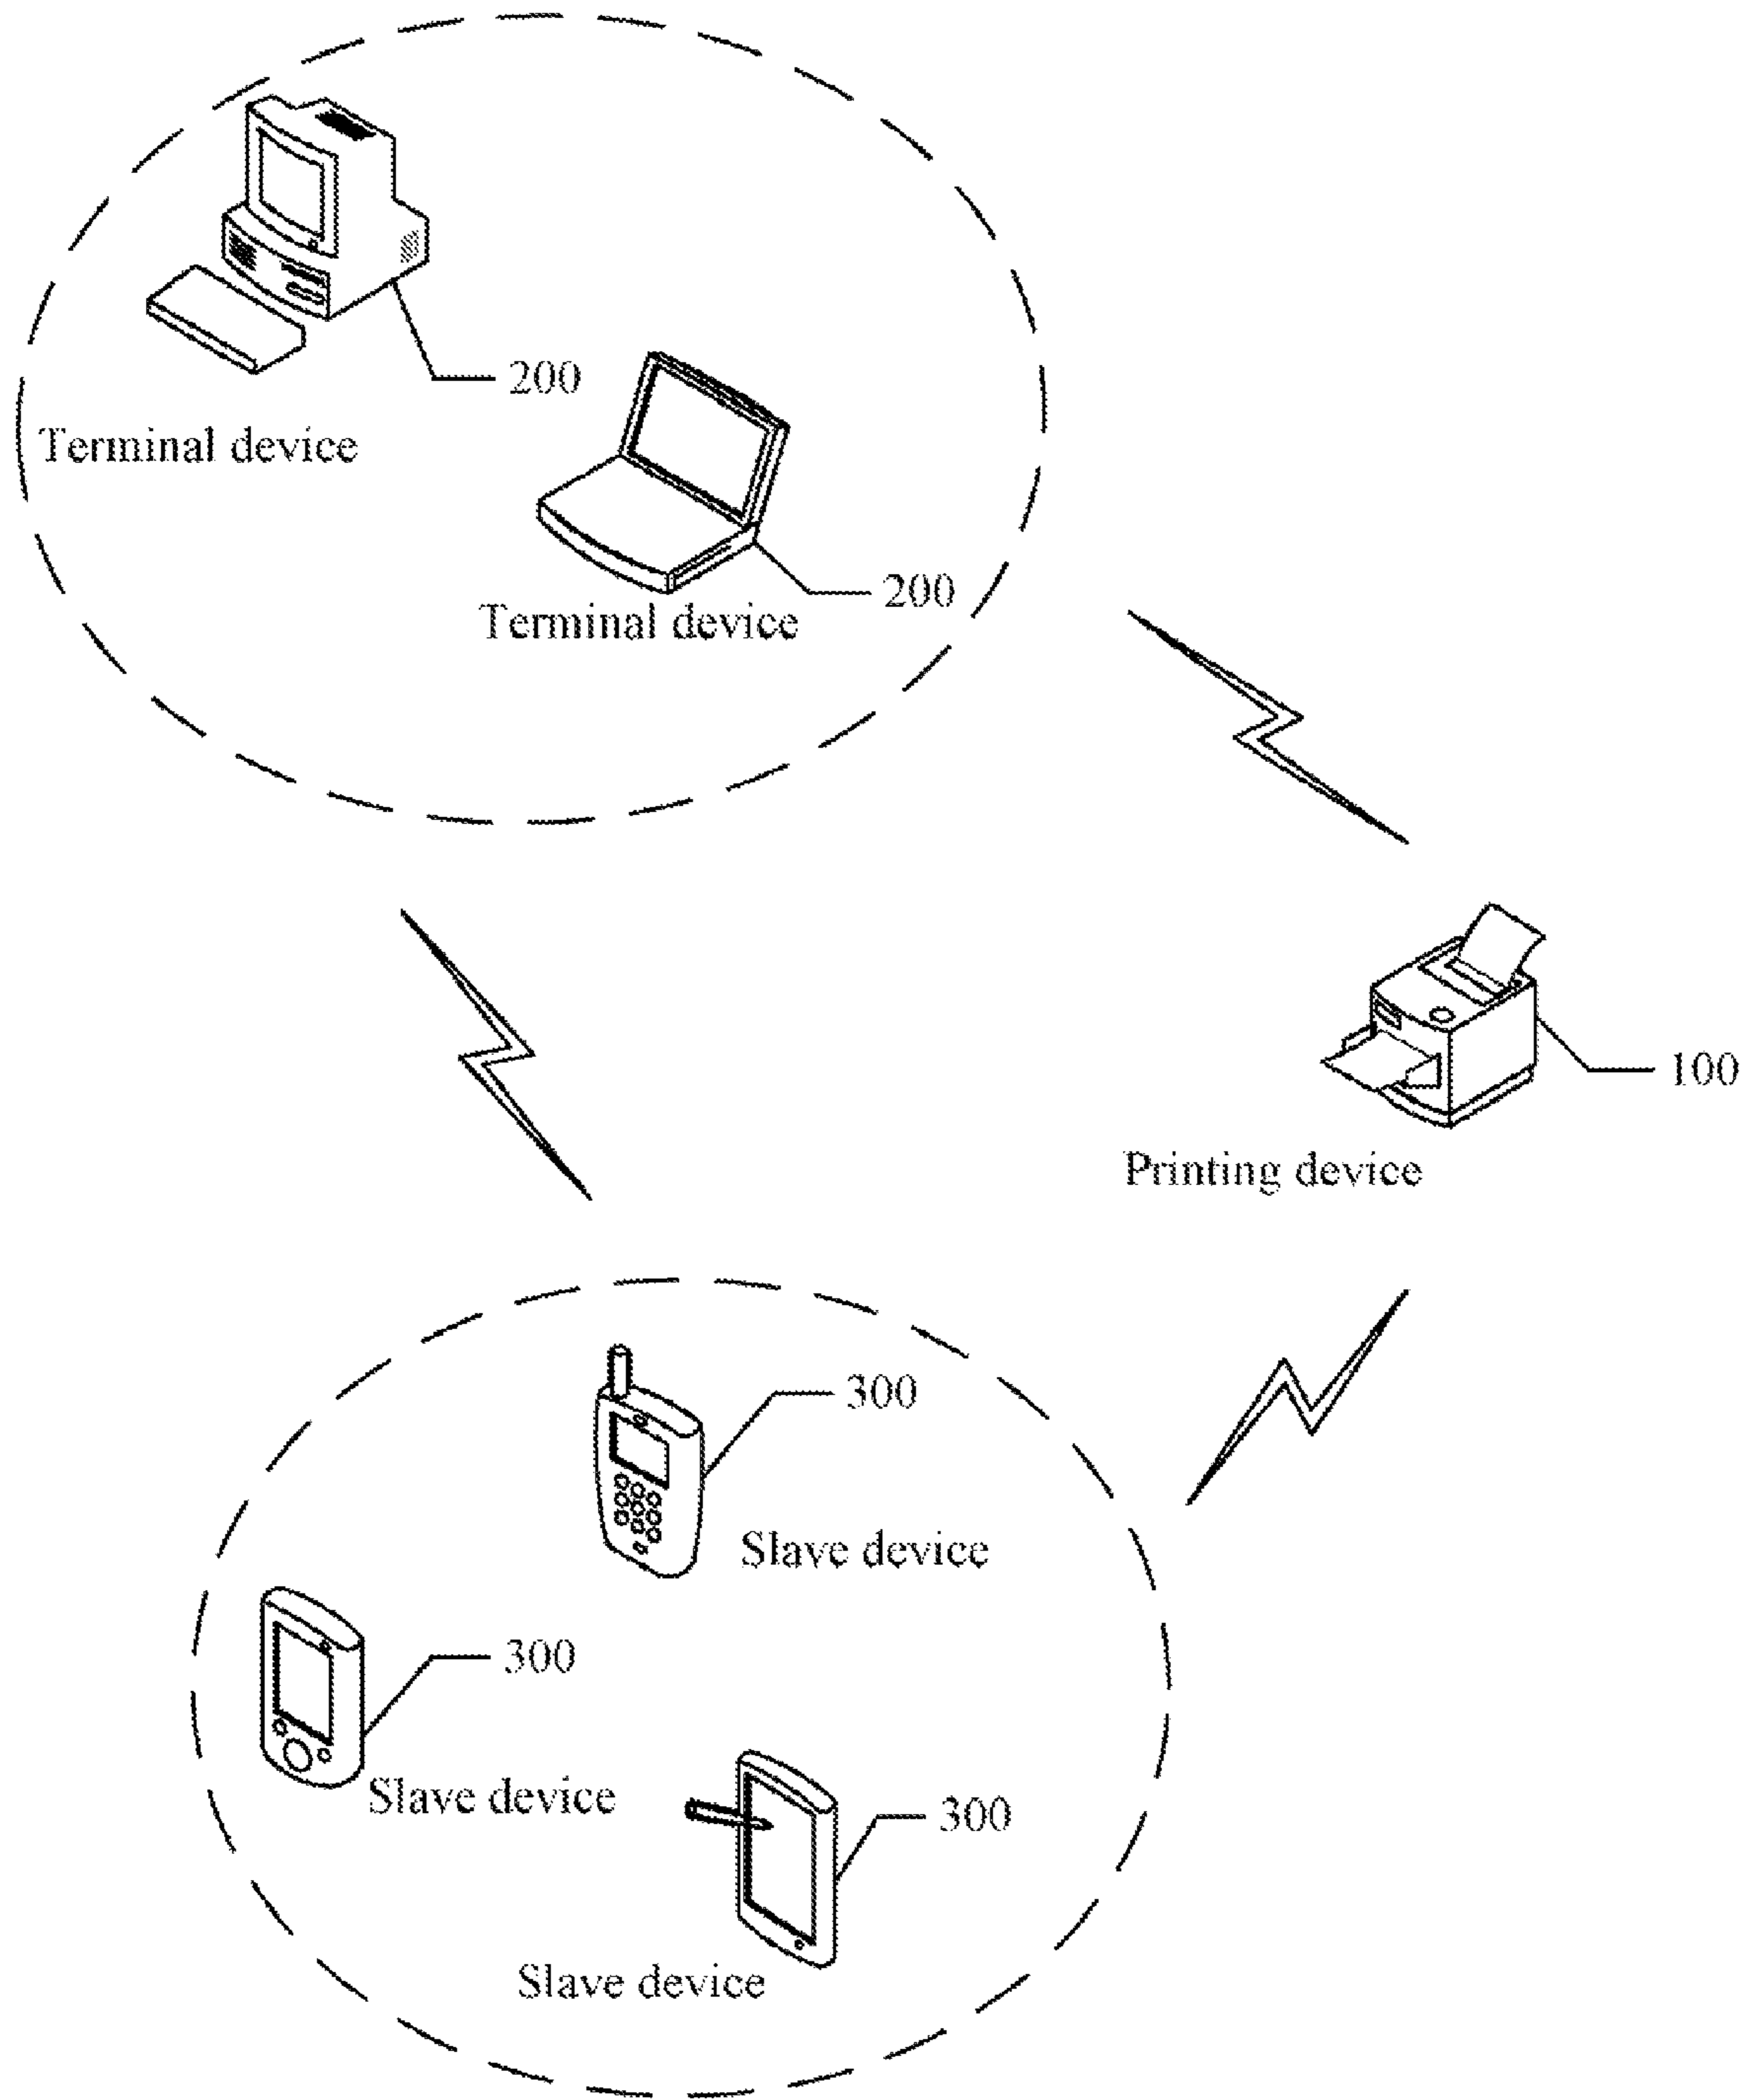 200
Terminal device
200
Terminal device
100
Printing device
300
Slave device
300
Slave device
300
Slave device